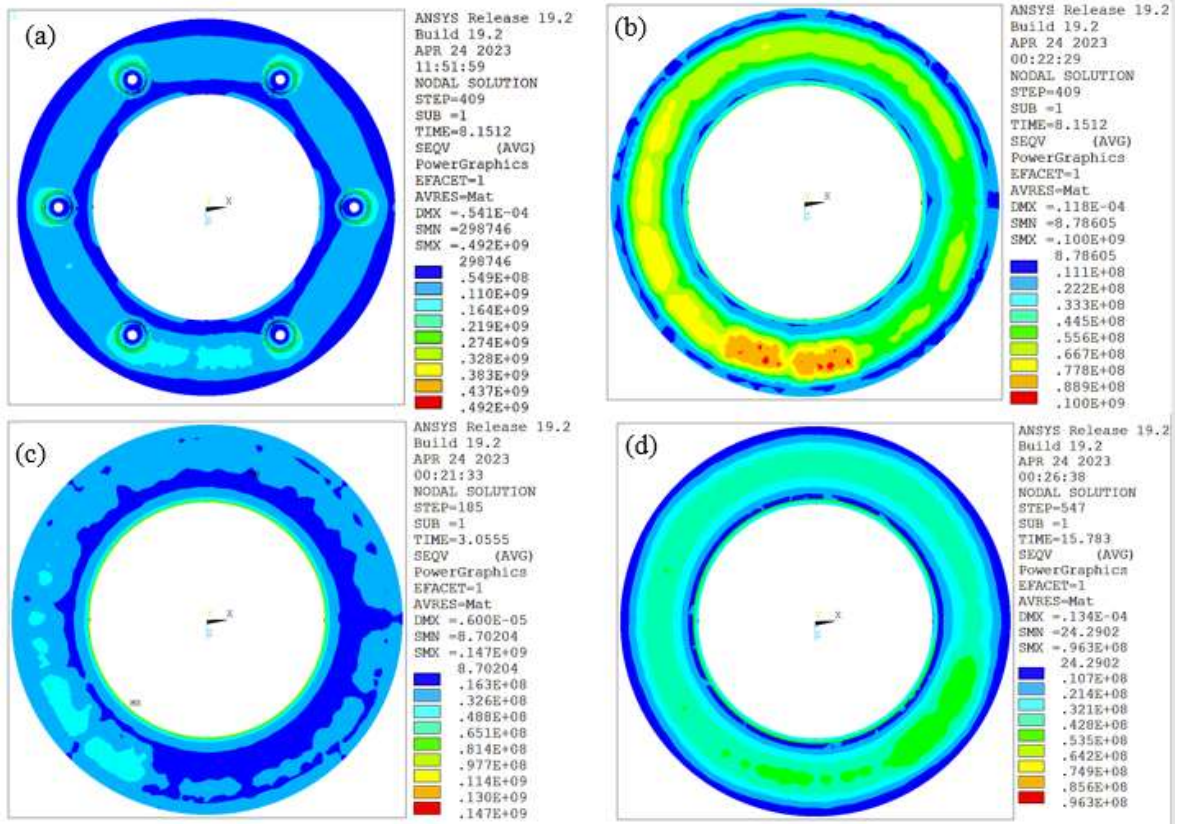 (a)
ANSYS Release 19.2
Build 19.2
APR 24 2023
11:51:59
NODAL SOLUTION
STEP=409
SUB =1
TIME=8.1512
SEQV (AVG)
PowerGraphics
EFACET=1
AVRES=Mat
DMX =.541E-04
SMN =298746
SMX =.492E+09
298746
.549E+08
.110E+09
.164E+09
.219E+09
.274E+09
.328E+09
.383E+09
.437E+09
.492E+09
X
(b)
ANSYS Release 19.2
Build 19.2
APR 24 2023
00:22:29
NODAL SOLUTION
STEP=409
SUB =1
TIME=8.1512
SEQV (AVG)
PowerGraphics
EFACET=1
AVRES=Mat
DMX =.118E-04
SMN =8.78605
SMX =.100E+09
8.78605
.111E+08
.222E+08
.333E+08
.445E+08
.556E+08
.667E+08
.778E+08
.889E+08
.100E+09
X
(c)
ANSYS Release 19.2
Build 19.2
APR 24 2023
00:21:33
NODAL SOLUTION
STEP=185
SUB =1
TIME=3.0555
SEQV (AVG)
PowerGraphics
EFACET=1
AVRES=Mat
DMX =.600E-05
SMN =8.70204
SMX =.147E+09
8.70204
.163E+08
.326E+08
.488E+08
.651E+08
.814E+08
.977E+08
.114E+09
.130E+09
.147E+09
X
MX
(d)
ANSYS Release 19.2
Build 19.2
APR 24 2023
00:26:38
NODAL SOLUTION
STEP=547
SUB =1
TIME=15.783
SEQV (AVG)
PowerGraphics
EFACET=1
AVRES=Mat
DMX =.134E-04
SMN =24.2902
SMX =.963E+08
24.2902
.107E+08
.214E+08
.321E+08
.428E+08
.535E+08
.642E+08
.749E+08
.856E+08
.963E+08
X